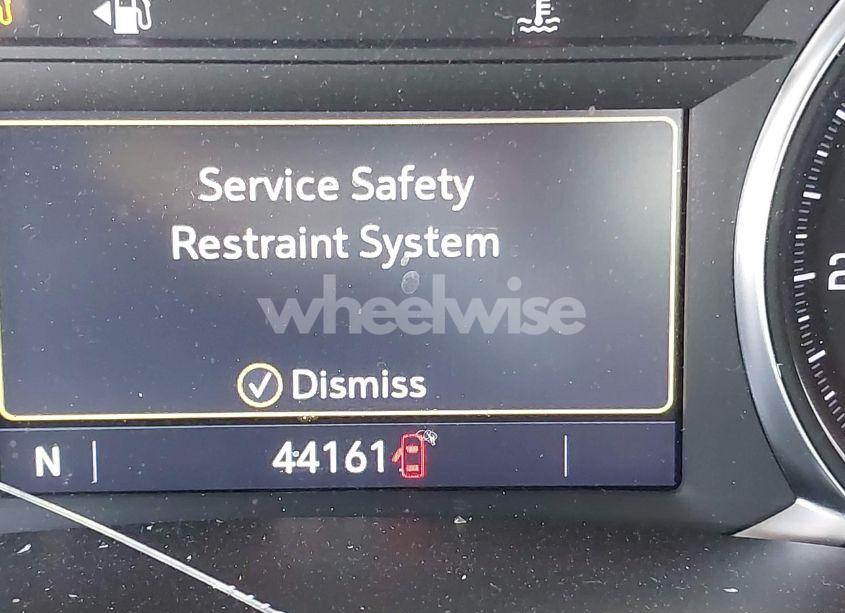 Service Safety
Restraint System
wheelwise
Dismiss
N
44161